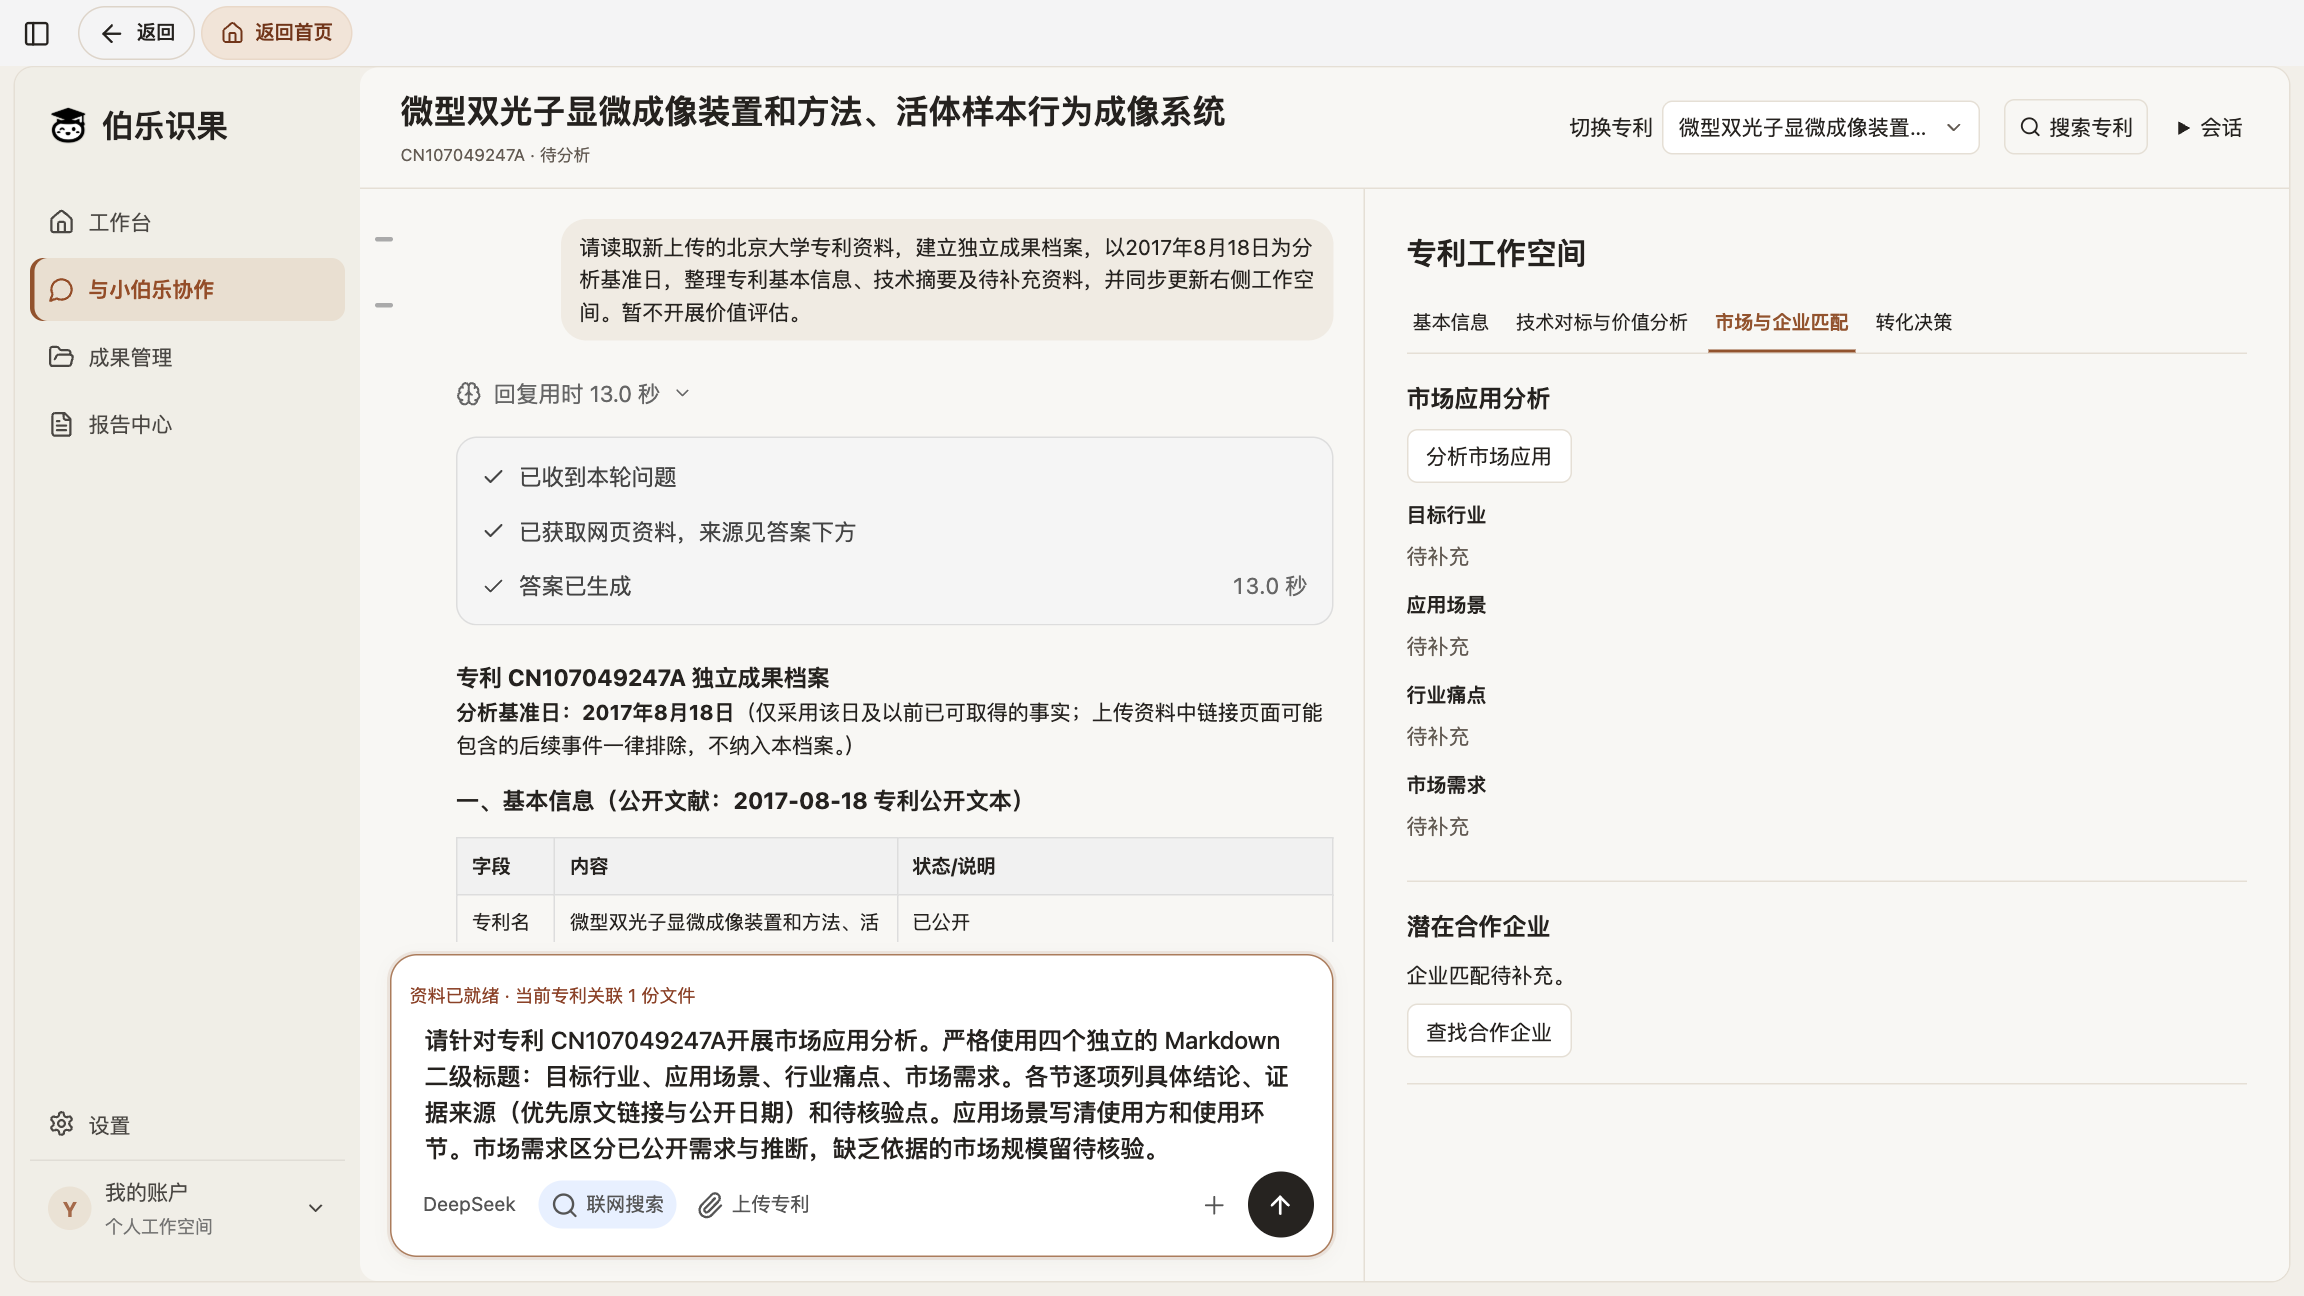 返回
返回首页
伯乐识果
工作台
与小伯乐协作
成果管理
报告中心
设置
Y
我的账户
个人工作空间
微型双光子显微成像装置和方法、活体样本行为成像系统
CN107049247A · 待分析
切换专利
微型双光子显微成像装置...
搜索专利
会话
请读取新上传的北京大学专利资料，建立独立成果档案，以2017年8月18日为分
析基准日，整理专利基本信息、技术摘要及待补充资料，并同步更新右侧工作空
间。暂不开展价值评估。
回复用时 13.0 秒
已收到本轮问题
已获取网页资料，来源见答案下方
答案已生成
13.0 秒
专利 CN107049247A 独立成果档案
分析基准日：2017年8月18日（仅采用该日及以前已可取得的事实；上传资料中链接页面可能
包含的后续事件一律排除，不纳入本档案。）
一、基本信息（公开文献：2017-08-18 专利公开文本）
字段 内容 状态/说明
专利名 微型双光子显微成像装置和方法、活 已公开
资料已就绪 · 当前专利关联 1 份文件
请针对专利 CN107049247A开展市场应用分析。严格使用四个独立的 Markdown
二级标题：目标行业、应用场景、行业痛点、市场需求。各节逐项列具体结论、证
据来源（优先原文链接与公开日期）和待核验点。应用场景写清使用方和使用环
节。市场需求区分已公开需求与推断，缺乏依据的市场规模留待核验。
DeepSeek
联网搜索
上传专利
专利工作空间
基本信息 技术对标与价值分析 市场与企业匹配 转化决策
市场应用分析
分析市场应用
目标行业
待补充
应用场景
待补充
行业痛点
待补充
市场需求
待补充
潜在合作企业
企业匹配待补充。
查找合作企业